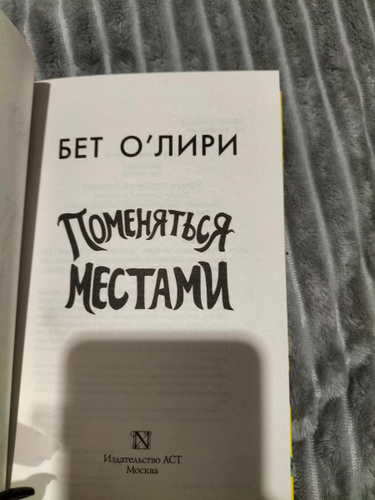 БЕТ О’ЛИРИ
ПОМЕНЯТЬСЯ
МЕСТАМИ
N
Издательство АСТ
Москва